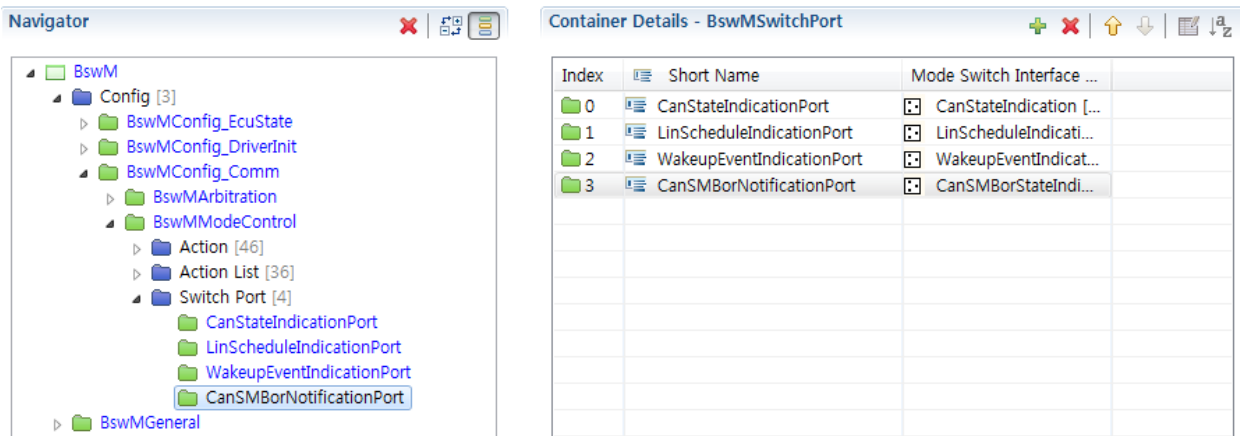 Navigator
BswM
Config [3]
BswMConfig_EcuState
BswMConfig_DriverInit
BswMConfig_Comm
BswMArbitration
BswMModeControl
Action [46]
Action List [36]
Switch Port [4]
CanStateIndicationPort
LinScheduleIndicationPort
WakeupEventIndicationPort
CanSMBorNotificationPort
BswMGeneral
Container Details - BswMSwitchPort
Index Short Name Mode Switch Interface ...
0 CanStateIndicationPort CanStateIndication [...
1 LinScheduleIndicationPort LinScheduleIndicati...
2 WakeupEventIndicationPort WakeupEventIndicat...
3 CanSMBorNotificationPort CanSMBorStateIndi...